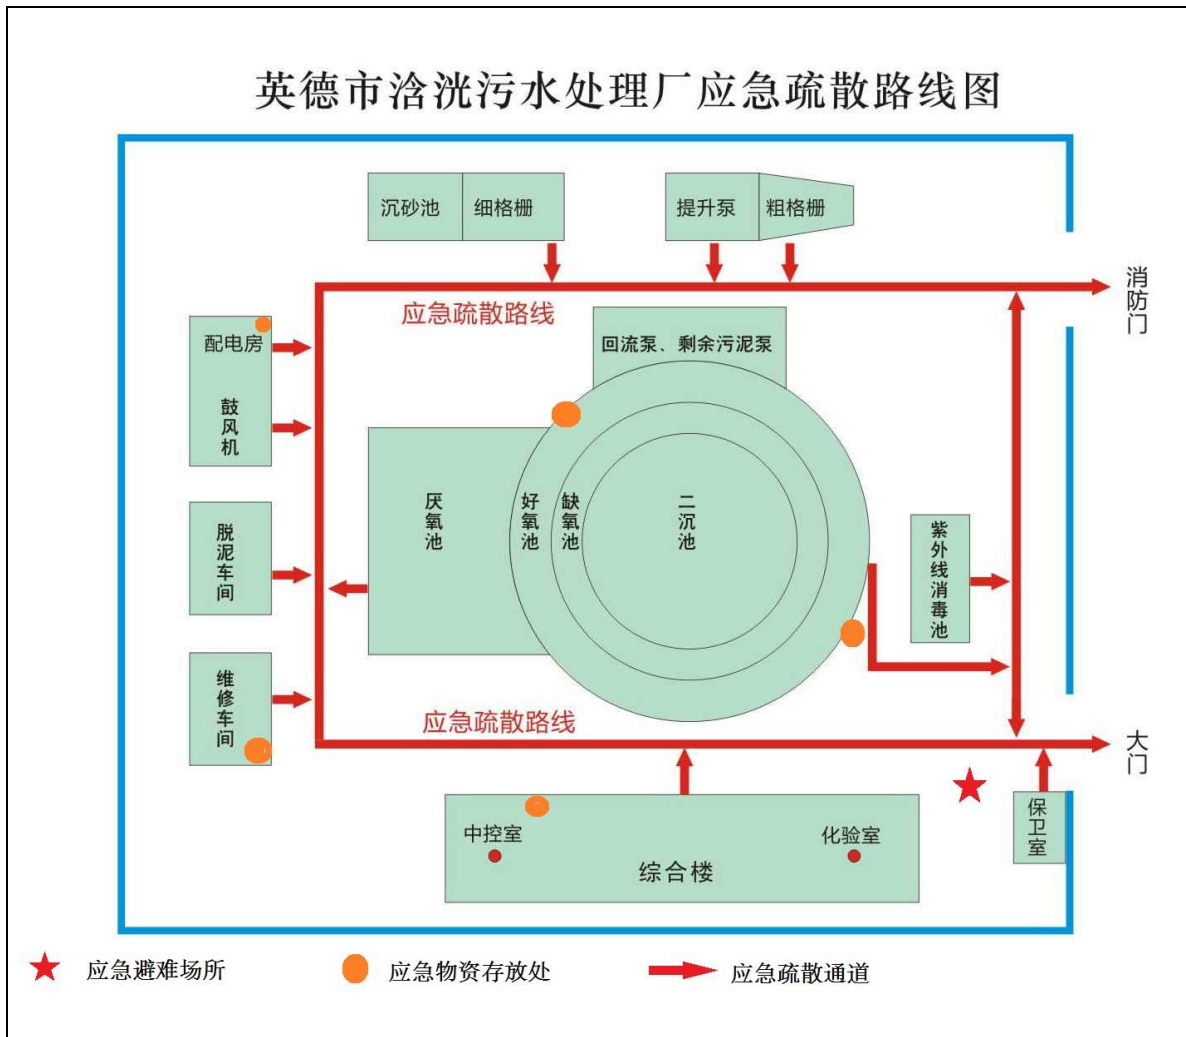 英德市浛洸污水处理厂应急疏散路线图
沉砂池
细格栅
提升泵
粗格栅
消防门
应急疏散路线
配电房
回流泵、剩余污泥泵
鼓风机
厌氧池
好氧池
缺氧池
二沉池
脱泥车间
紫外线消毒池
维修车间
应急疏散路线
大门
中控室
化验室
保卫室
综合楼
应急避难场所
应急物资存放处
应急疏散通道